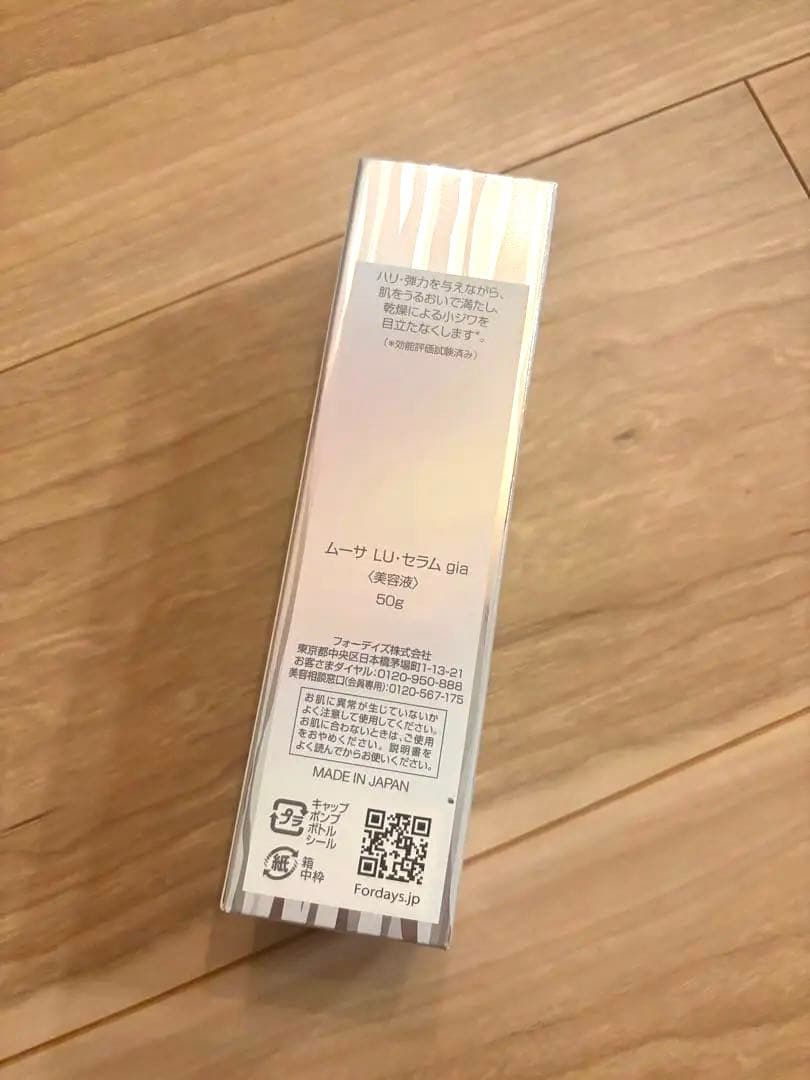 ハリ・弾力を与えながら、
肌をうるおいで満たし、
乾燥による小ジワを
目立たなくします*。
(*効能評価試験済み)
ムーサ LU・セラム gia
〈美容液〉
50g
フォーデイズ株式会社
東京都中央区日本橋茅場町1-13-21
お客さまダイヤル:0120-950-888
美容相談窓口(会員専用):0120-567-175
お肌に異常が生じていないか
よく注意して使用してください。
お肌に合わないときは、ご使用
をおやめください。説明書を
よく読んでからお使いください。
MADE IN JAPAN
プラ
キャップ
ポンプ
ボトル
シール
紙
箱
中枠
Fordays.jp